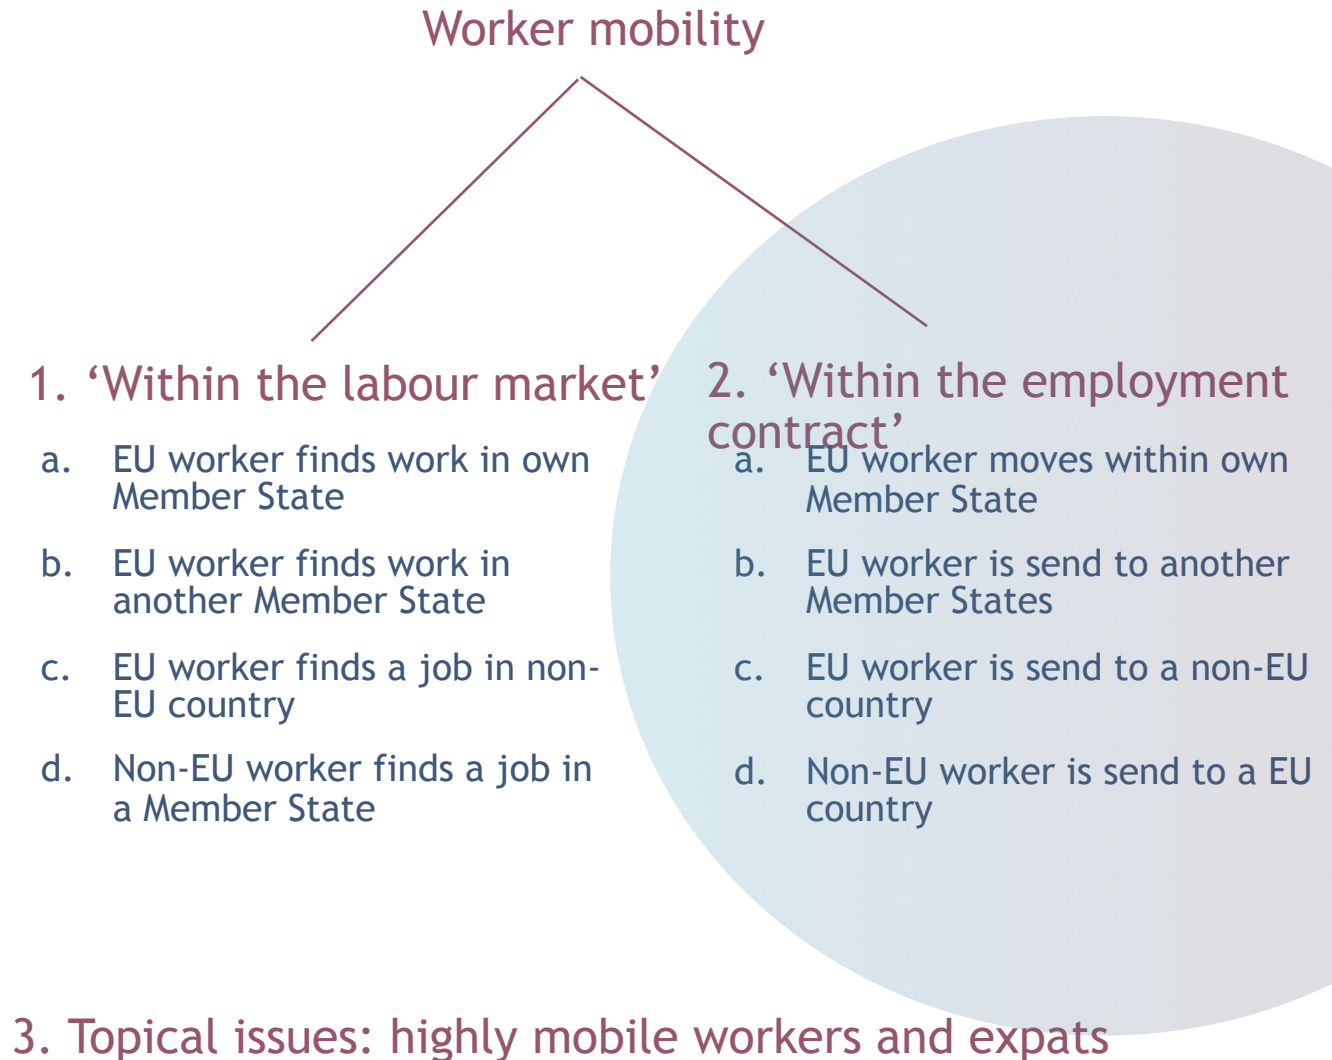 Worker mobility
1. ‘Within the labour market’
a. EU worker finds work in own
Member State
b. EU worker finds work in
another Member State
c. EU worker finds a job in non-
EU country
d. Non-EU worker finds a job in
a Member State
2. ‘Within the employment
contract’
a. EU worker moves within own
Member State
b. EU worker is send to another
Member States
c. EU worker is send to a non-EU
country
d. Non-EU worker is send to a EU
country
3. Topical issues: highly mobile workers and expats